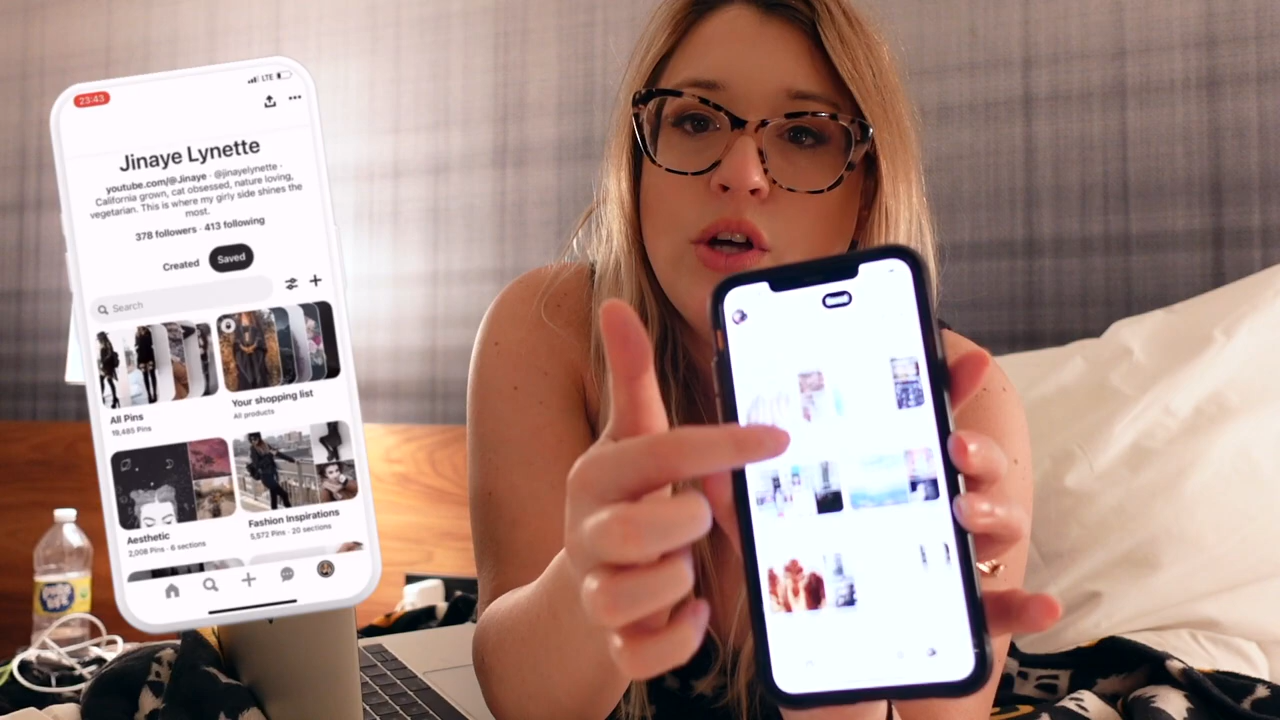 23:43
LTE
Jinaye Lynette
youtube.com/@Jinaye · @jinayelynette ·
California grown, cat obsessed, nature loving,
vegetarian. This is where my girly side shines the
most.
378 followers · 413 following
Created Saved
Search
All Pins
19,485 Pins
Your shopping list
All products
Aesthetic
2,008 Pins · 6 sections
Fashion Inspirations
5,572 Pins · 20 sections